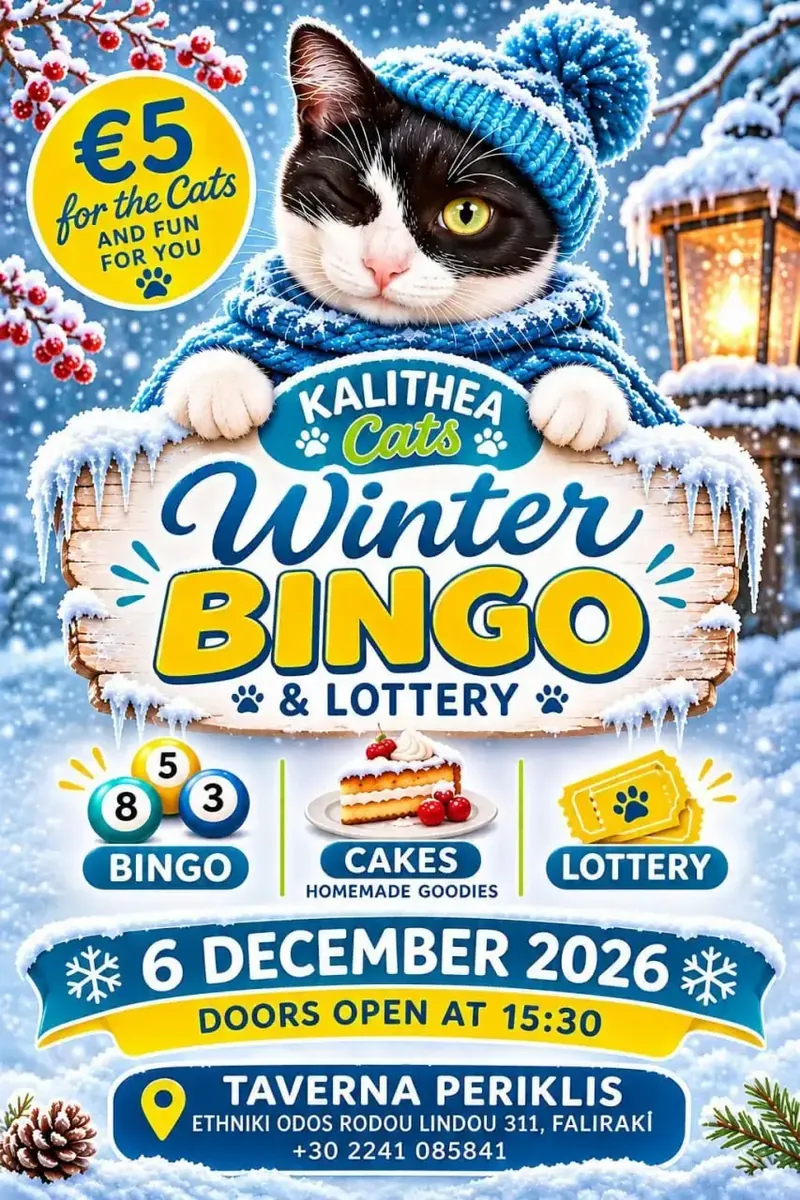 €5
for the Cats
AND FUN
FOR YOU
KALITHEA
Cats
Winter
BINGO
& LOTTERY
5
8
3
BINGO
CAKES
HOMEMADE GOODIES
LOTTERY
6 DECEMBER 2026
DOORS OPEN AT 15:30
TAVERNA PERIKLIS
ETHNIKI ODOS RODOU LINDOU 311, FALIRAKÍ
+30 2241 085841